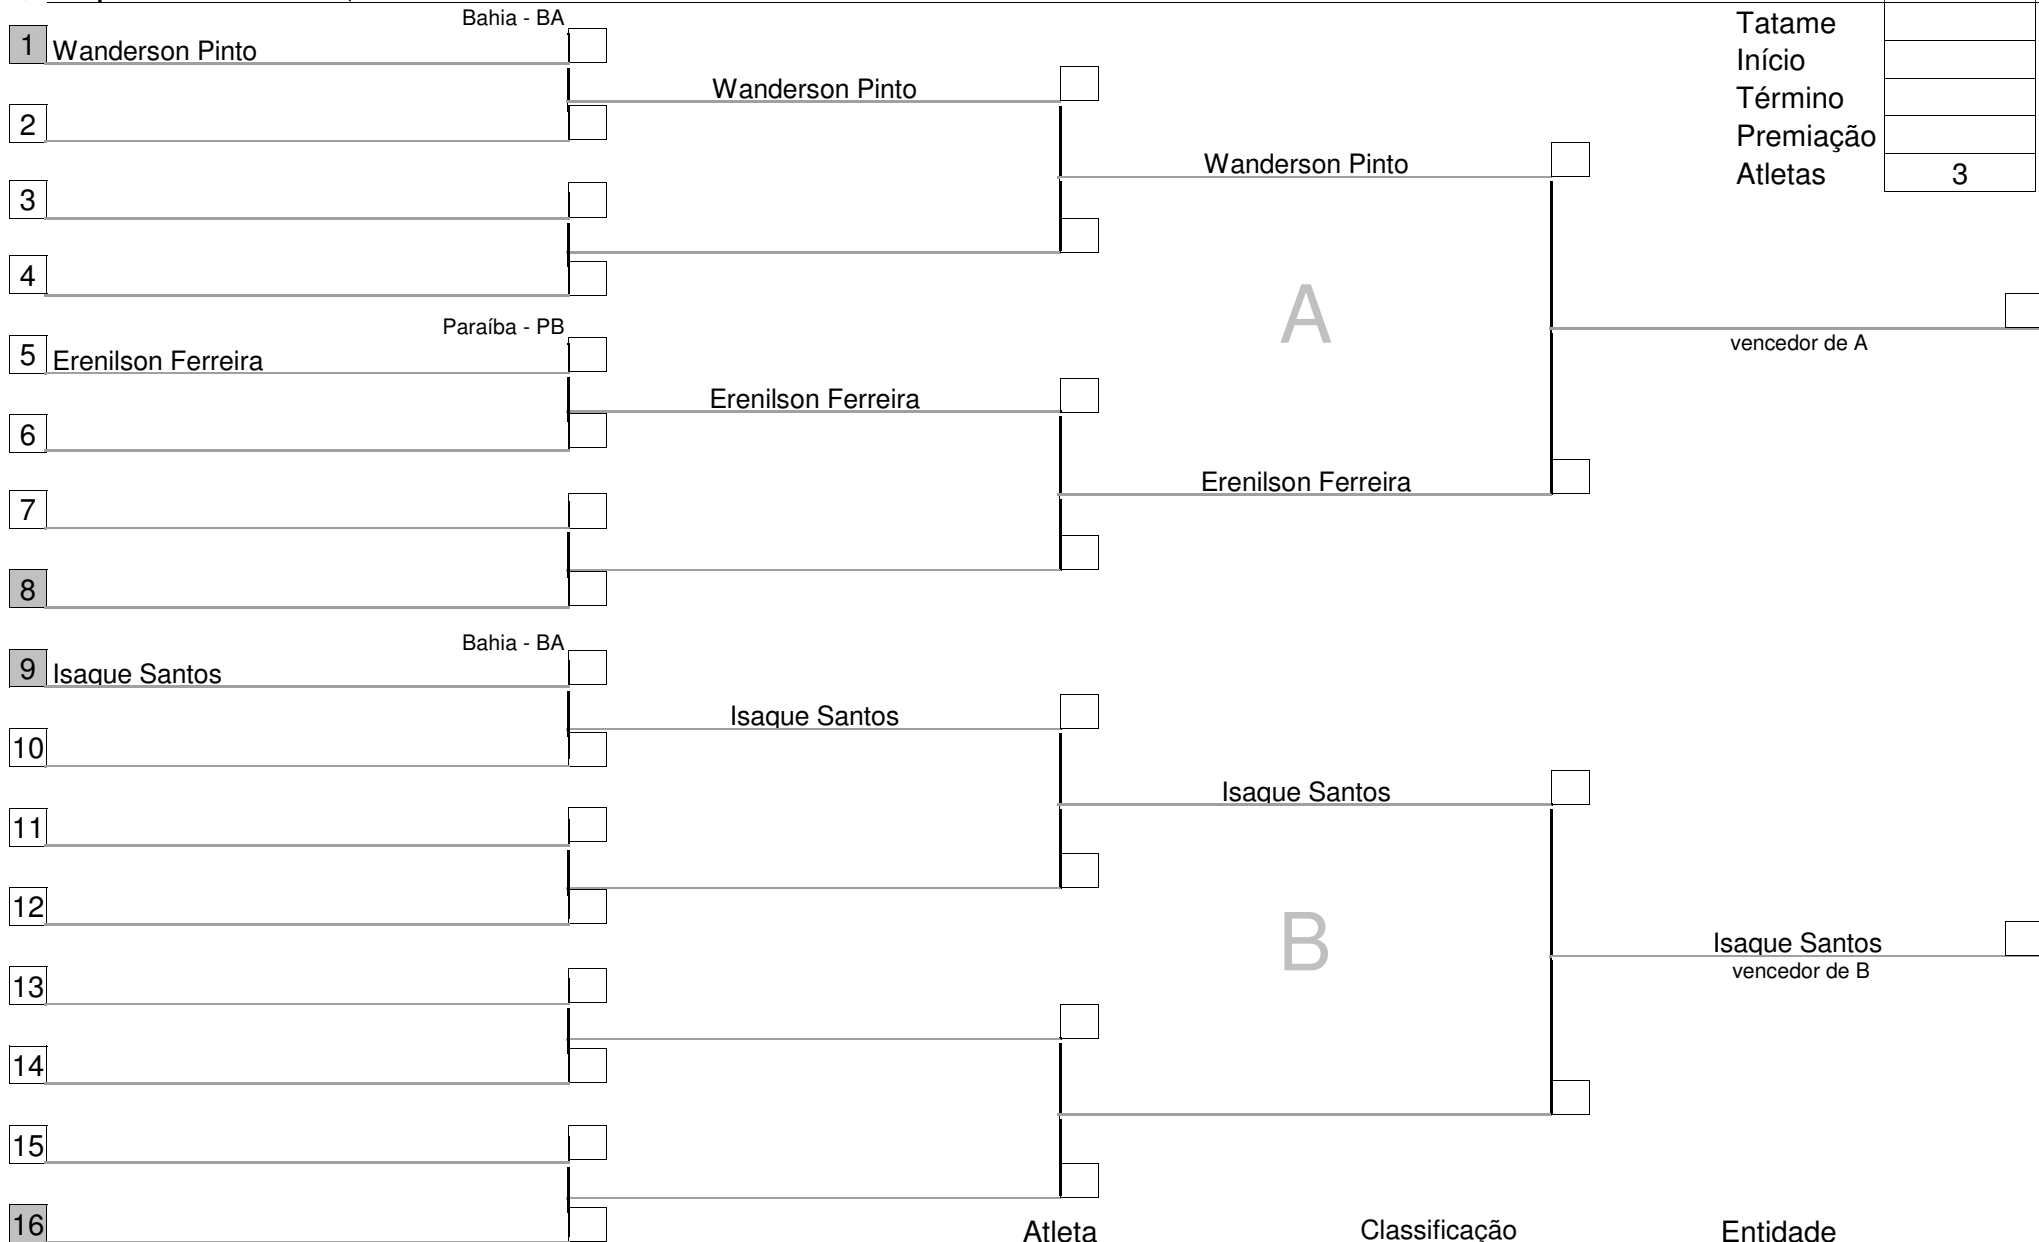 Bahia - BA
1 Wanderson Pinto
2
3
4
Paraíba - PB
5 Erenilson Ferreira
6
7
8
Bahia - BA
9 Isaque Santos
10
11
12
13
14
15
16
Wanderson Pinto
Erenilson Ferreira
Isaque Santos
Wanderson Pinto
A
Erenilson Ferreira
Isaque Santos
B
vencedor de A
Isaque Santos
vencedor de B
Tatame
Início
Término
Premiação
Atletas 3
Atleta Classificação Entidade